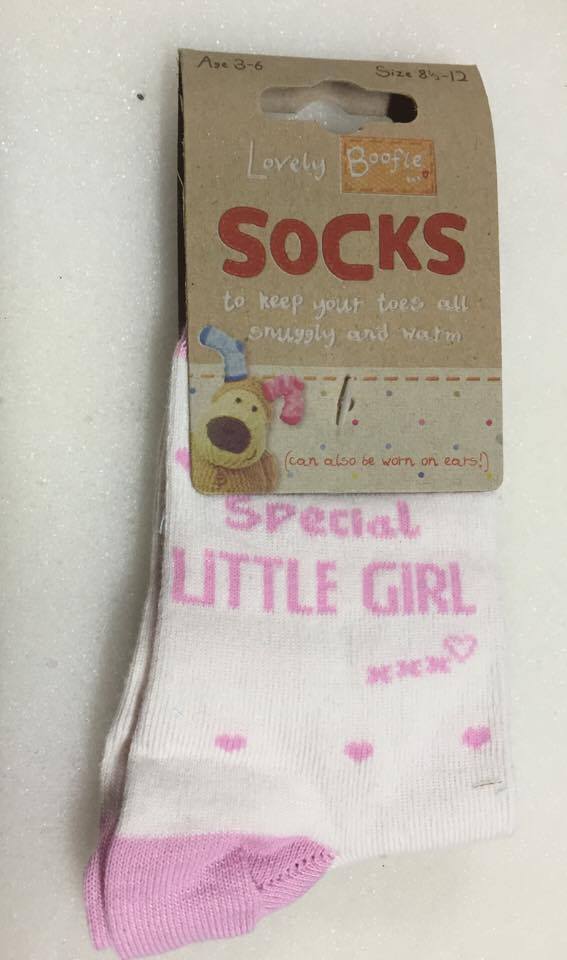 Age 3-6
Size 8½-12
Lovely Boofle
SOCKS
to keep your toes all
snuggly and warm
(can also be worn on ears!)
Special
LITTLE GIRL
xxx